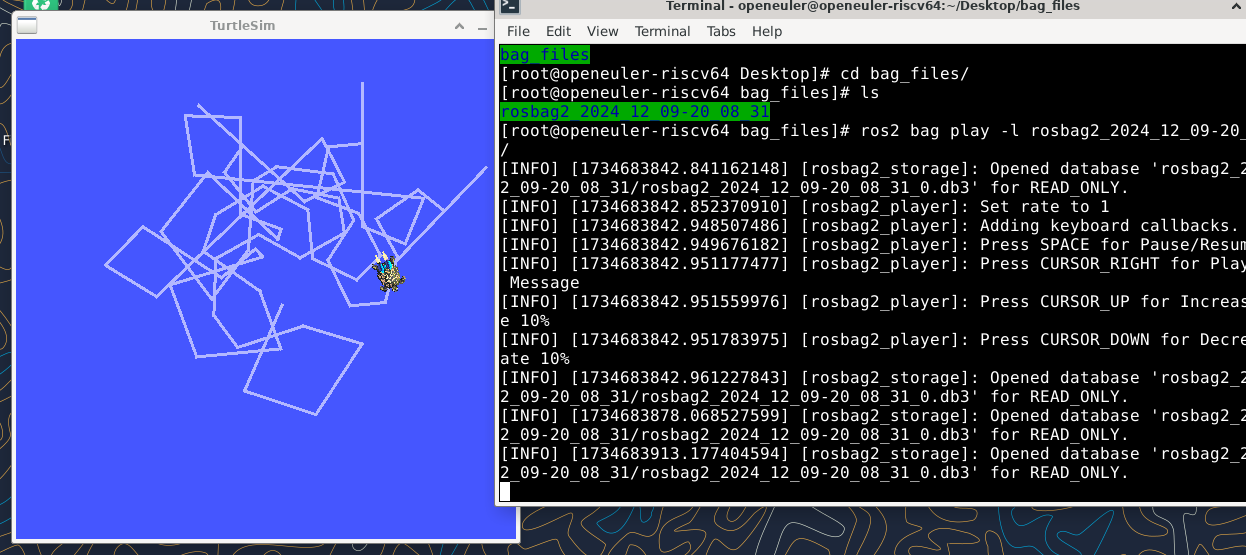 TurtleSim
Terminal - openeuler@openeuler-riscv64:~/Desktop/bag_files
File Edit View Terminal Tabs Help
bag_files
[root@openeuler-riscv64 Desktop]# cd bag_files/
[root@openeuler-riscv64 bag_files]# ls
rosbag2_2024_12_09-20_08_31
[root@openeuler-riscv64 bag_files]# ros2 bag play -l rosbag2_2024_12_09-20_
/
[INFO] [1734683842.841162148] [rosbag2_storage]: Opened database 'rosbag2_2
2_09-20_08_31/rosbag2_2024_12_09-20_08_31_0.db3' for READ_ONLY.
[INFO] [1734683842.852370910] [rosbag2_player]: Set rate to 1
[INFO] [1734683842.948507486] [rosbag2_player]: Adding keyboard callbacks.
[INFO] [1734683842.949676182] [rosbag2_player]: Press SPACE for Pause/Resum
[INFO] [1734683842.951177477] [rosbag2_player]: Press CURSOR_RIGHT for Play
Message
[INFO] [1734683842.951559976] [rosbag2_player]: Press CURSOR_UP for Increas
e 10%
[INFO] [1734683842.951783975] [rosbag2_player]: Press CURSOR_DOWN for Decre
ate 10%
[INFO] [1734683842.961227843] [rosbag2_storage]: Opened database 'rosbag2_2
2_09-20_08_31/rosbag2_2024_12_09-20_08_31_0.db3' for READ_ONLY.
[INFO] [1734683878.068527599] [rosbag2_storage]: Opened database 'rosbag2_2
2_09-20_08_31/rosbag2_2024_12_09-20_08_31_0.db3' for READ_ONLY.
[INFO] [1734683913.177404594] [rosbag2_storage]: Opened database 'rosbag2_2
2_09-20_08_31/rosbag2_2024_12_09-20_08_31_0.db3' for READ_ONLY.